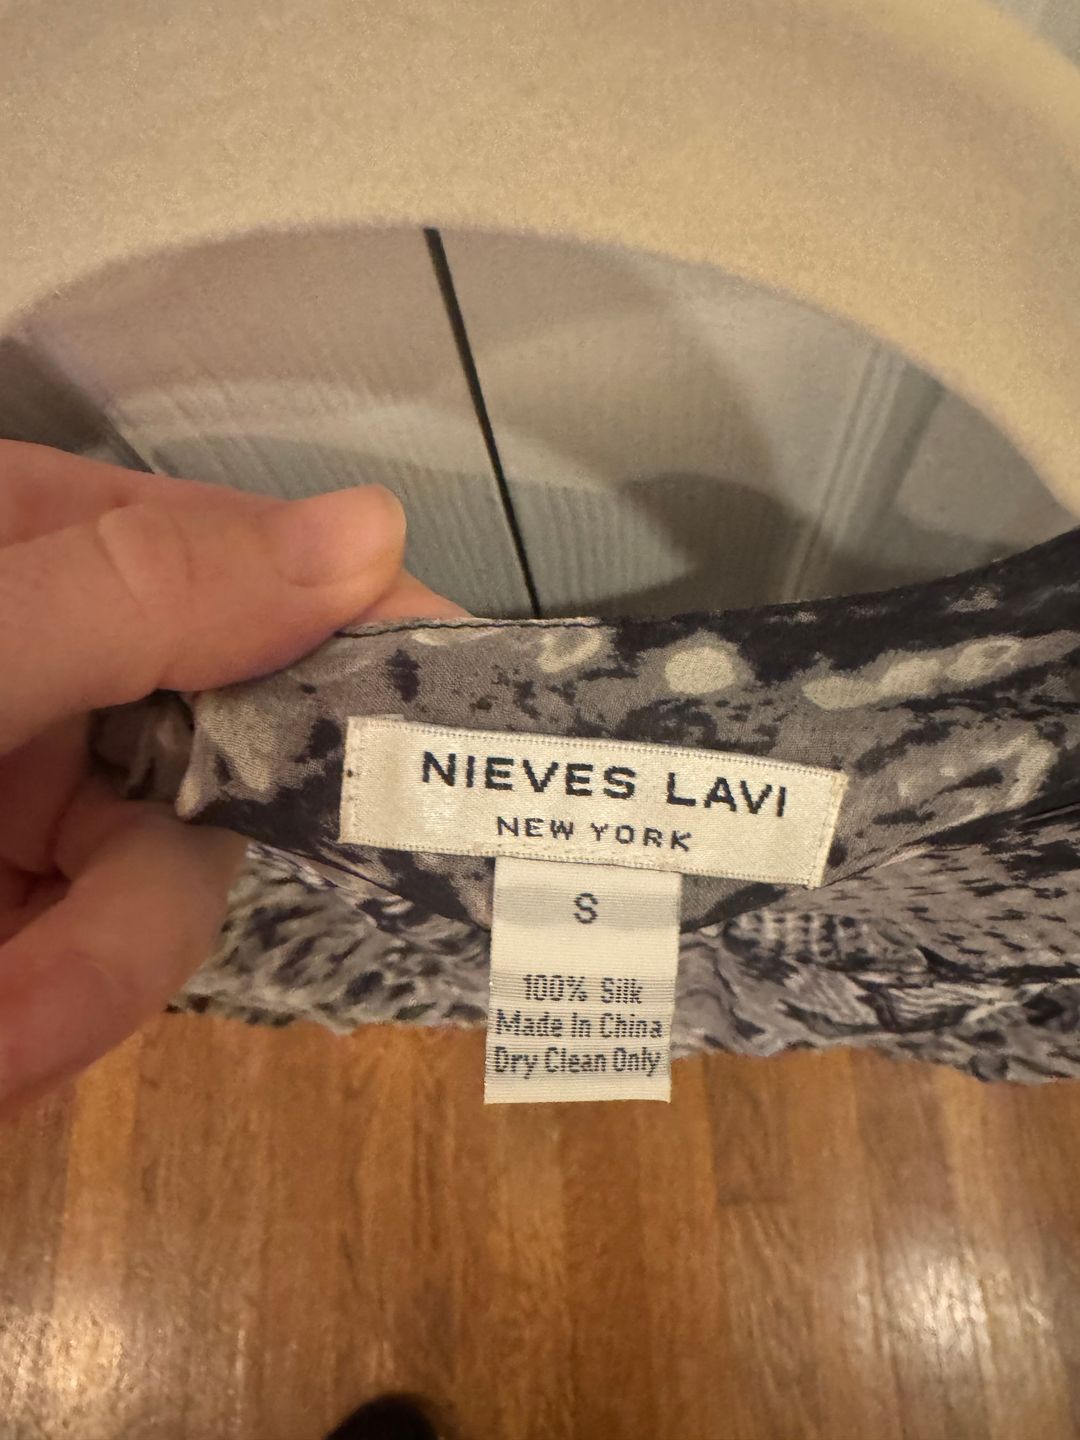 NIEVES LAVI
NEW YORK
S
100% Silk
Made In China
Dry Clean Only